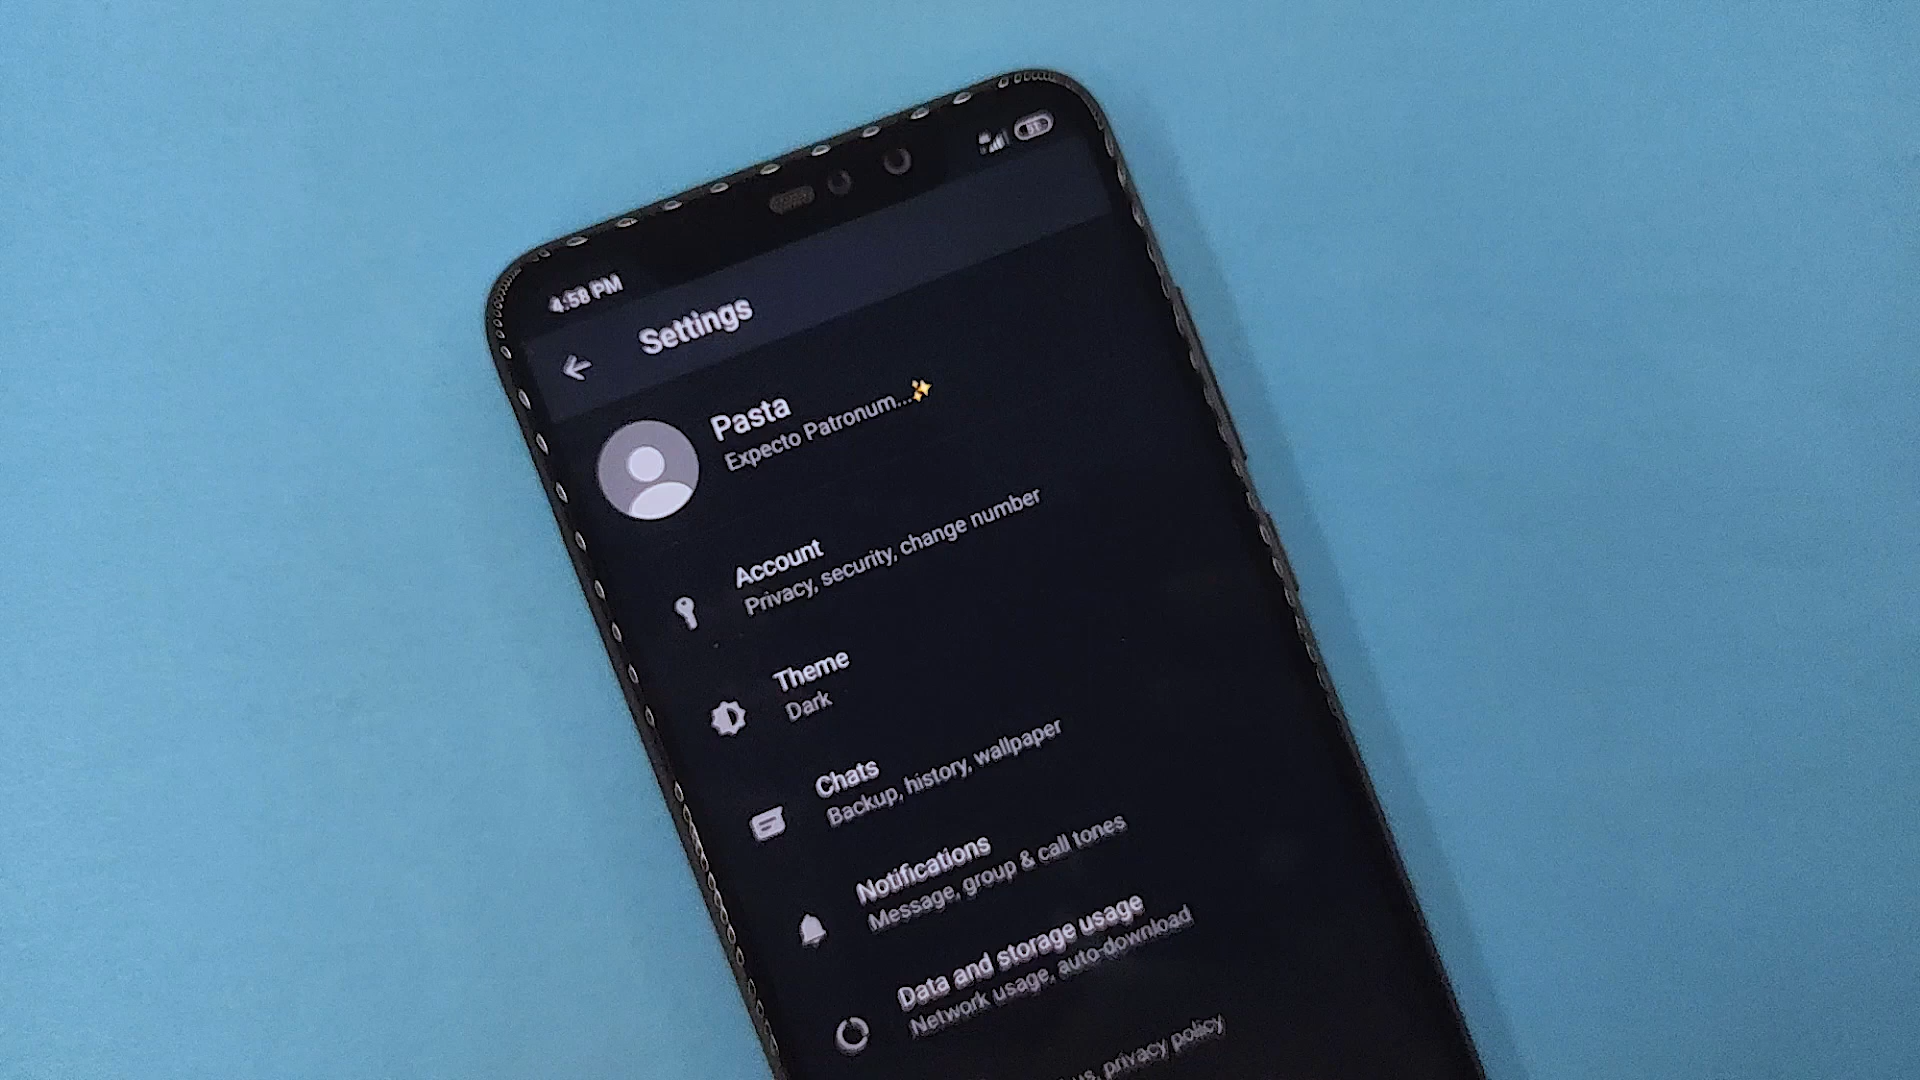 4:58 PM
Settings
Pasta
Expecto Patronum...✨
Account
Privacy, security, change number
Theme
Dark
Chats
Backup, history, wallpaper
Notifications
Message, group & call tones
Data and storage usage
Network usage, auto-download
us, privacy policy